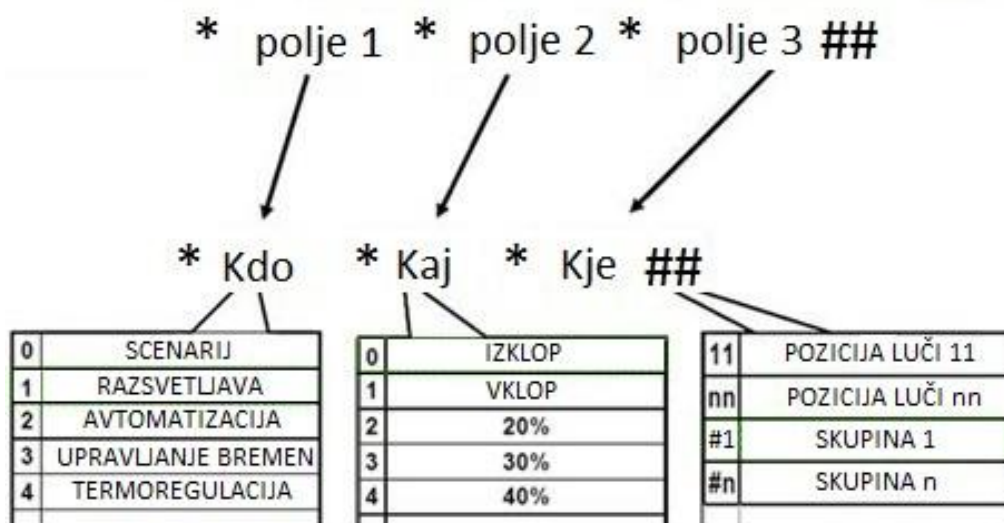 * polje 1 * polje 2 * polje 3 ##
* Kdo * Kaj * Kje ##
0 SCENARIJ
1 RAZSVETLJAVA
2 AVTOMATIZACIJA
3 UPRAVLJANJE BREMEN
4 TERMOREGULACIJA
0 IZKLOP
1 VKLOP
2 20%
3 30%
4 40%
11 POZICIJA LUČI 11
nn POZICIJA LUČI nn
#1 SKUPINA 1
#n SKUPINA n